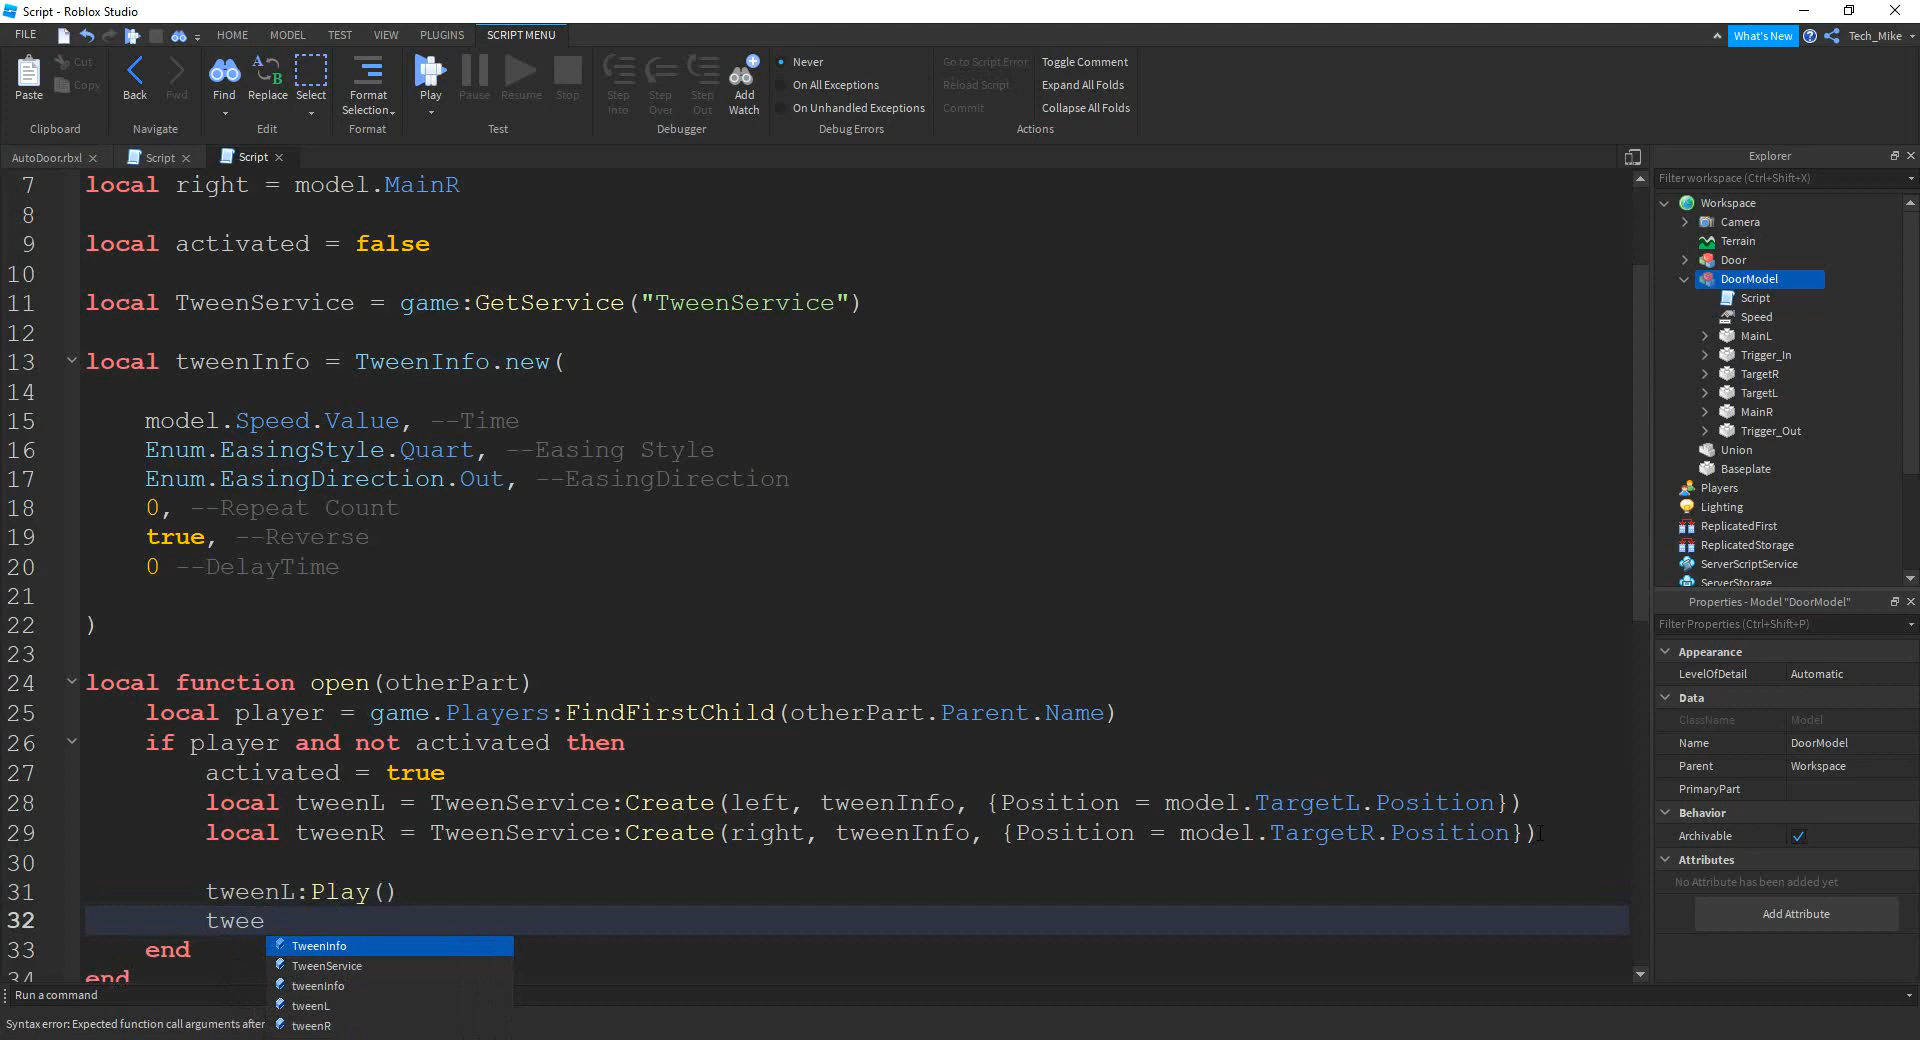 Script - Roblox Studio
FILE HOME MODEL TEST VIEW PLUGINS SCRIPT MENU What's New Tech_Mike
Paste Cut Copy
Back Fwd
Find Replace Select
Format Selection
Play Pause Resume Stop
Step Into Step Over Step Out Add Watch
Never
On All Exceptions
On Unhandled Exceptions
Go to Script Error
Reload Script
Commit
Toggle Comment
Expand All Folds
Collapse All Folds
Clipboard Navigate Edit Format Test Debugger Debug Errors Actions
AutoDoor.rbxl Script Script
7 local right = model.MainR
8
9 local activated = false
10
11 local TweenService = game:GetService("TweenService")
12
13 local tweenInfo = TweenInfo.new(
14
15 model.Speed.Value, --Time
16 Enum.EasingStyle.Quart, --Easing Style
17 Enum.EasingDirection.Out, --EasingDirection
18 0, --Repeat Count
19 true, --Reverse
20 0 --DelayTime
21
22 )
23
24 local function open(otherPart)
25 local player = game.Players:FindFirstChild(otherPart.Parent.Name)
26 if player and not activated then
27 activated = true
28 local tweenL = TweenService:Create(left, tweenInfo, {Position = model.TargetL.Position})
29 local tweenR = TweenService:Create(right, tweenInfo, {Position = model.TargetR.Position})
30
31 tweenL:Play()
32 twee
33 end
34 end
TweenInfo
TweenService
tweenInfo
tweenL
tweenR
Run a command
Syntax error: Expected function call arguments after
Explorer
Filter workspace (Ctrl+Shift+X)
Workspace
Camera
Terrain
Door
DoorModel
Script
Speed
MainL
Trigger_In
TargetR
TargetL
MainR
Trigger_Out
Union
Baseplate
Players
Lighting
ReplicatedFirst
ReplicatedStorage
ServerScriptService
ServerStorage
Properties - Model "DoorModel"
Filter Properties (Ctrl+Shift+P)
Appearance
LevelOfDetail Automatic
Data
ClassName Model
Name DoorModel
Parent Workspace
PrimaryPart
Behavior
Archivable
Attributes
No Attribute has been added yet
Add Attribute